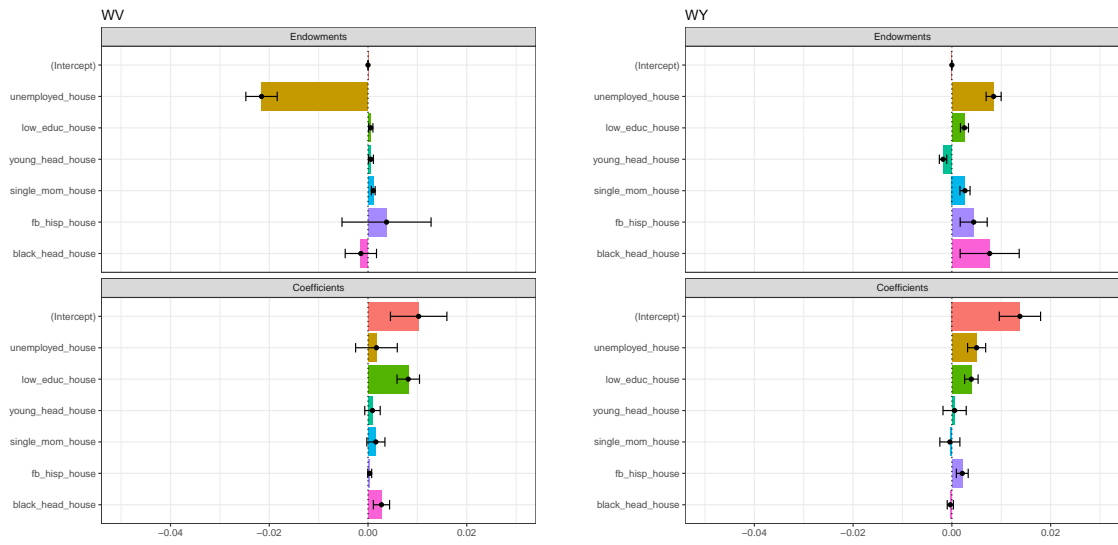 WV
Endowments
(Intercept)
unemployed_house
low_educ_house
young_head_house
single_mom_house
fb_hisp_house
black_head_house
Coefficients
(Intercept)
unemployed_house
low_educ_house
young_head_house
single_mom_house
fb_hisp_house
black_head_house
−0.04 −0.02 0.00 0.02
WY
Endowments
(Intercept)
unemployed_house
low_educ_house
young_head_house
single_mom_house
fb_hisp_house
black_head_house
Coefficients
(Intercept)
unemployed_house
low_educ_house
young_head_house
single_mom_house
fb_hisp_house
black_head_house
−0.04 −0.02 0.00 0.02